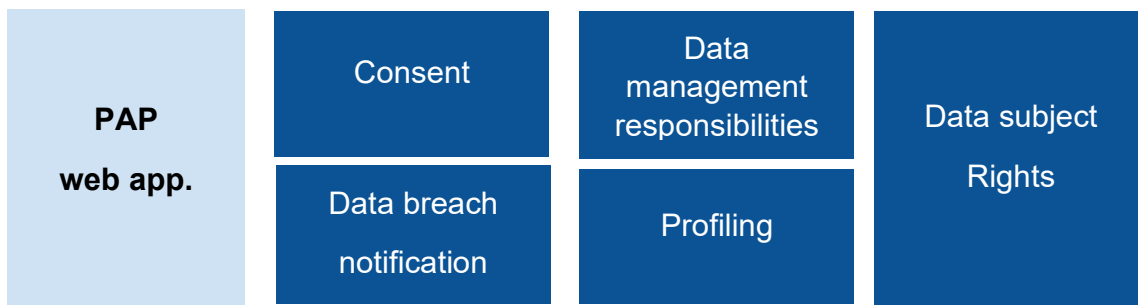 PAP
web app.
Consent
Data breach
notification
Data
management
responsibilities
Profiling
Data subject
Rights